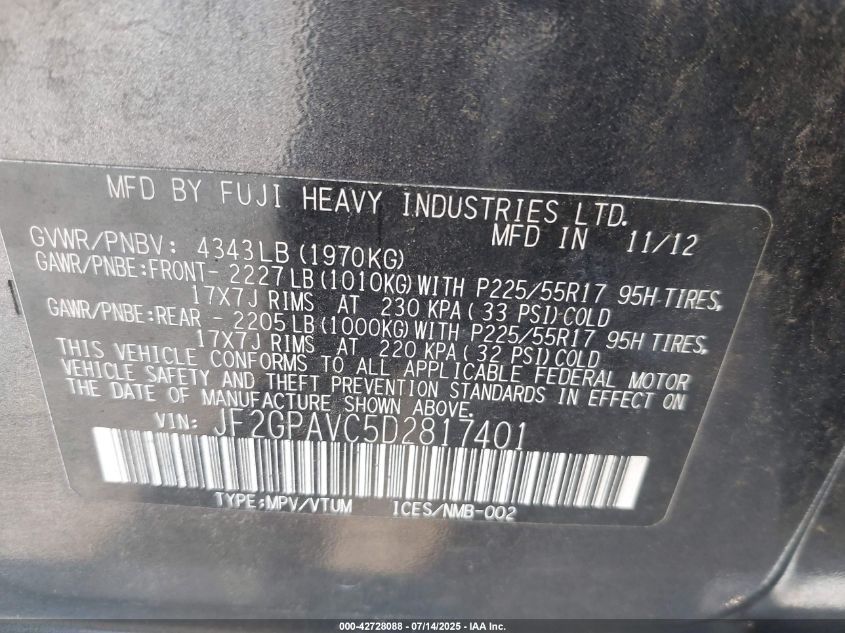 MFD BY FUJI HEAVY INDUSTRIES LTD.
GVWR/PNBV: 4343LB (1970KG) MFD IN 11/12
GAWR/PNBE:FRONT- 2227LB (1010KG) WITH P225/55R17 95H TIRES,
17X7J RIMS AT 230 KPA (33 PSI) COLD
GAWR/PNBE:REAR - 2205LB (1000KG) WITH P225/55R17 95H TIRES,
17X7J RIMS AT 220 KPA (32 PSI) COLD
THIS VEHICLE CONFORMS TO ALL APPLICABLE FEDERAL MOTOR
VEHICLE SAFETY AND THEFT PREVENTION STANDARDS IN EFFECT ON
THE DATE OF MANUFACTURE SHOWN ABOVE.
VIN: JF2GPAVC5D2817401
TYPE:MPV/VTUM ICES/NMB-002
000-42728088 - 07/14/2025 - IAA Inc.